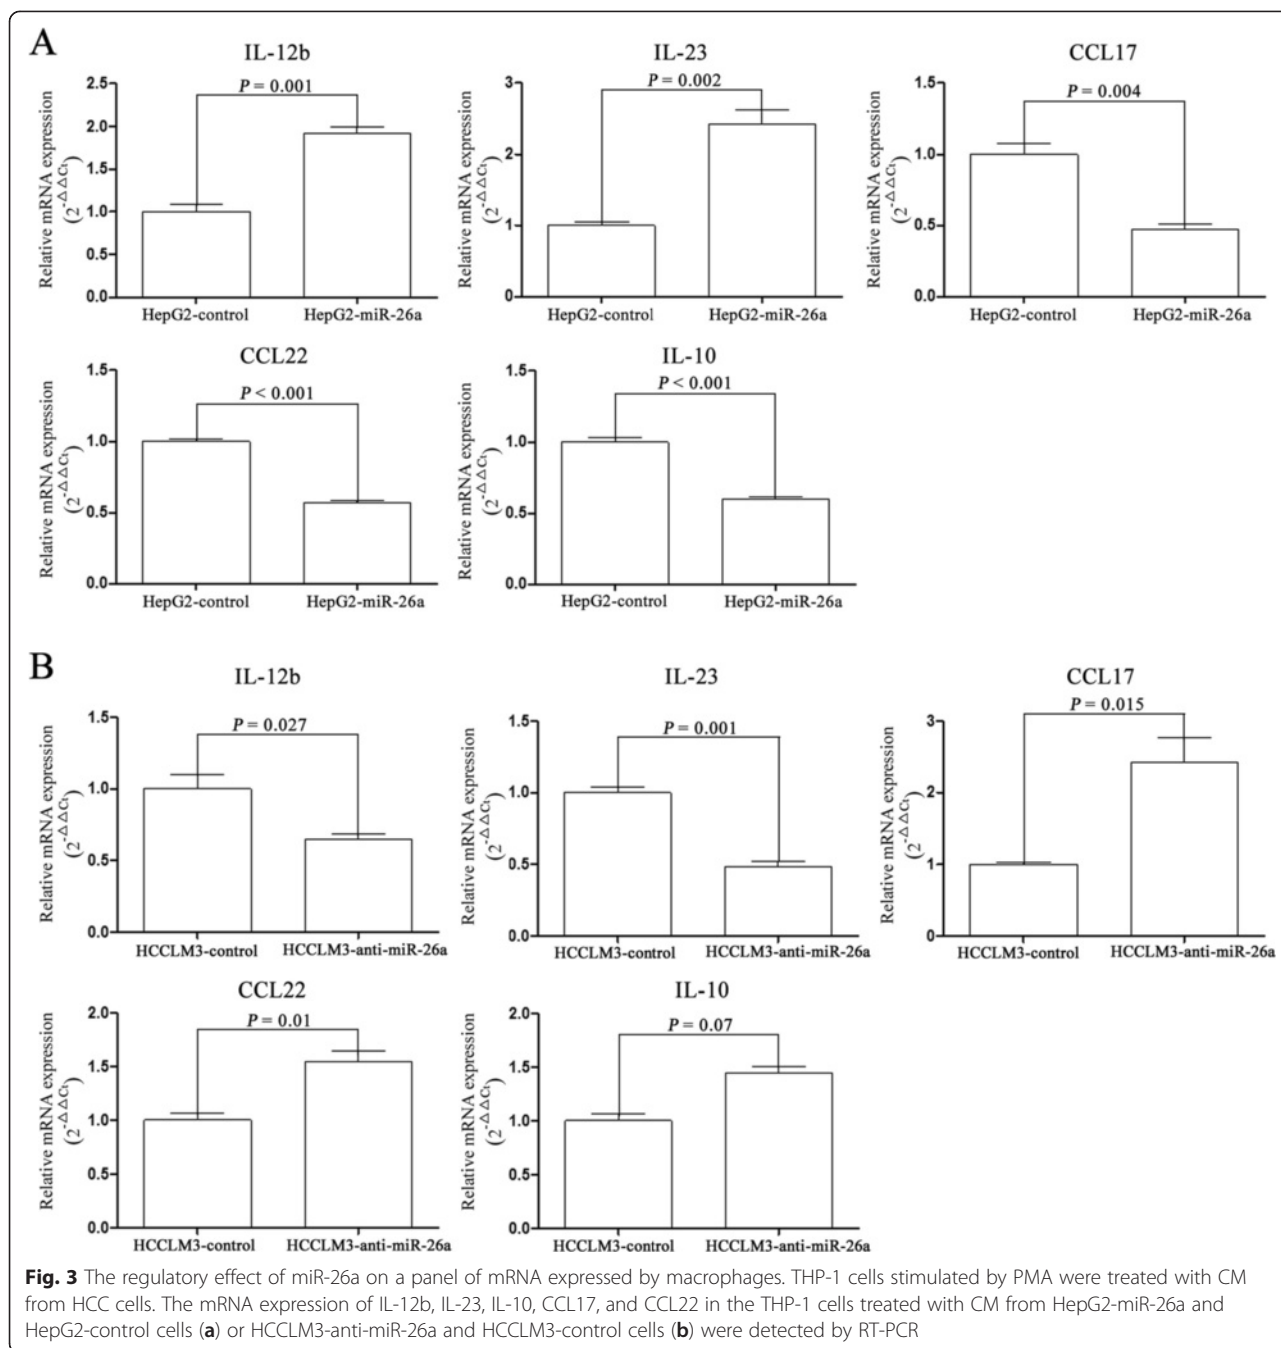 A
IL-12b
P = 0.001
Relative mRNA expression
(2^-△△Ct)
2.5
2.0
1.5
1.0
0.5
0.0
HepG2-control HepG2-miR-26a
IL-23
P = 0.002
Relative mRNA expression
(2^-△△Ct)
3
2
1
0
HepG2-control HepG2-miR-26a
CCL17
P = 0.004
Relative mRNA expression
(2^-△△Ct)
1.5
1.0
0.5
0.0
HepG2-control HepG2-miR-26a
CCL22
P < 0.001
Relative mRNA expression
(2^-△△Ct)
1.5
1.0
0.5
0.0
HepG2-control HepG2-miR-26a
IL-10
P < 0.001
Relative mRNA expression
(2^-△△Ct)
1.5
1.0
0.5
0.0
HepG2-control HepG2-miR-26a
B
IL-12b
P = 0.027
Relative mRNA expression
(2^-△△Ct)
1.5
1.0
0.5
0.0
HCCLM3-control HCCLM3-anti-miR-26a
IL-23
P = 0.001
Relative mRNA expression
(2^-△△Ct)
1.5
1.0
0.5
0.0
HCCLM3-control HCCLM3-anti-miR-26a
CCL17
P = 0.015
Relative mRNA expression
(2^-△△Ct)
3
2
1
0
HCCLM3-control HCCLM3-anti-miR-26a
CCL22
P = 0.01
Relative mRNA expression
(2^-△△Ct)
2.0
1.5
1.0
0.5
0.0
HCCLM3-control HCCLM3-anti-miR-26a
IL-10
P = 0.07
Relative mRNA expression
(2^-△△Ct)
2.0
1.5
1.0
0.5
0.0
HCCLM3-control HCCLM3-anti-miR-26a
Fig. 3 The regulatory effect of miR-26a on a panel of mRNA expressed by macrophages. THP-1 cells stimulated by PMA were treated with CM
from HCC cells. The mRNA expression of IL-12b, IL-23, IL-10, CCL17, and CCL22 in the THP-1 cells treated with CM from HepG2-miR-26a and
HepG2-control cells (a) or HCCLM3-anti-miR-26a and HCCLM3-control cells (b) were detected by RT-PCR